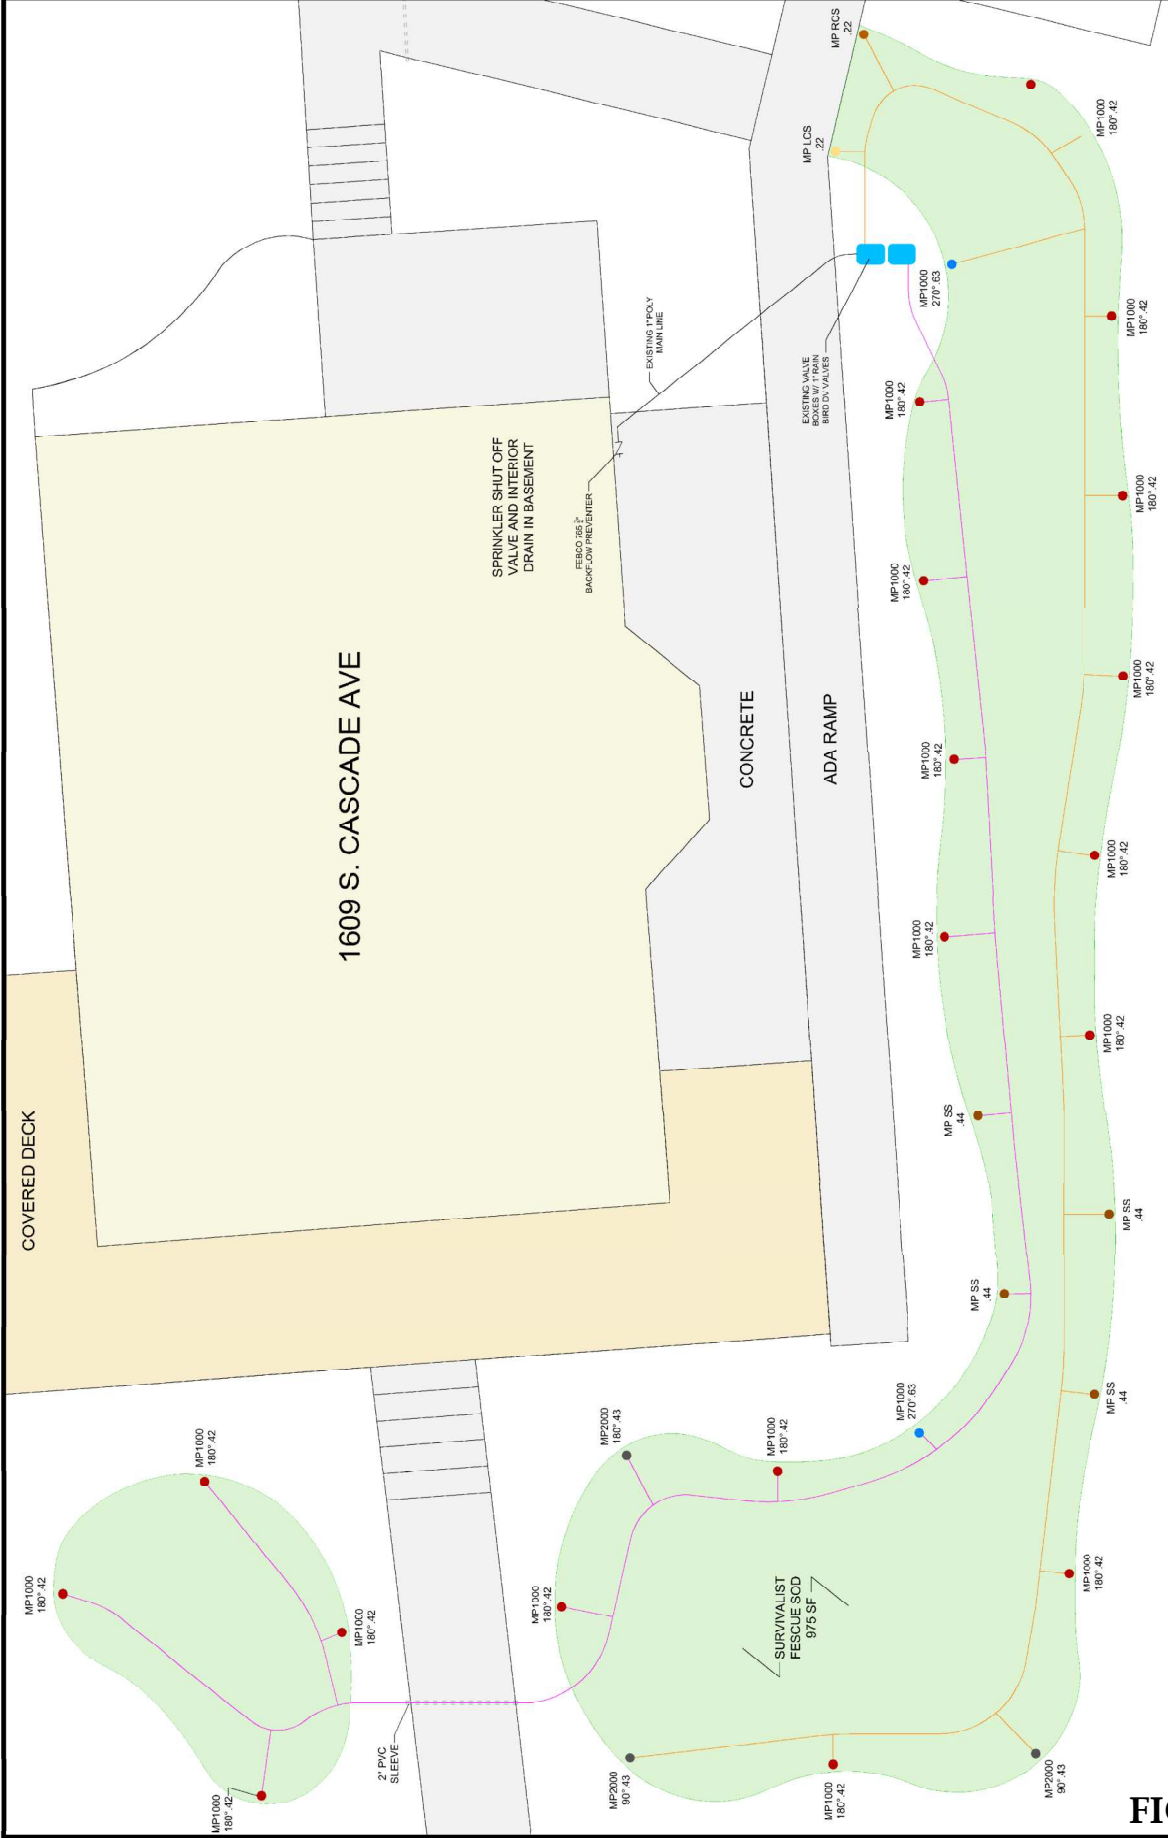 COVERED DECK
1609 S. CASCADE AVE
SPRINKLER SHUT OFF
VALVE AND INTERIOR
DRAIN IN BASEMENT
BACKFLOW PREVENTER
EXISTING 1" POLY
MAIN LINE
EXISTING VALVE
BOXES W/ 1" RAIN
BIRD DV VALVES
CONCRETE
ADA RAMP
MP RCS
.22
MP LCS
.22
MP1000
180°.42
MP1000
270°.63
MP1000
180°.42
MP1000
180°.42
MP1000
180°.42
MP1000
180°.42
MP1000
180°.42
MP1000
180°.42
MP1000
180°.42
MP1000
180°.42
MP1000
180°.42
MP SS
.44
MP SS
.44
MP SS
.44
MP SS
.44
MP1000
270°.63
MP2000
180°.43
MP1000
180°.42
MP1000
180°.42
MP1000
180°.42
MP1000
180°.42
MP1000
180°.42
MP1000
180°.42
MP1000
180°.42
SURVIVALIST
FESCUE SOD
975 SF
2" PVC
SLEEVE
MP2000
90°.43
MP1000
180°.42
MP2000
90°.43